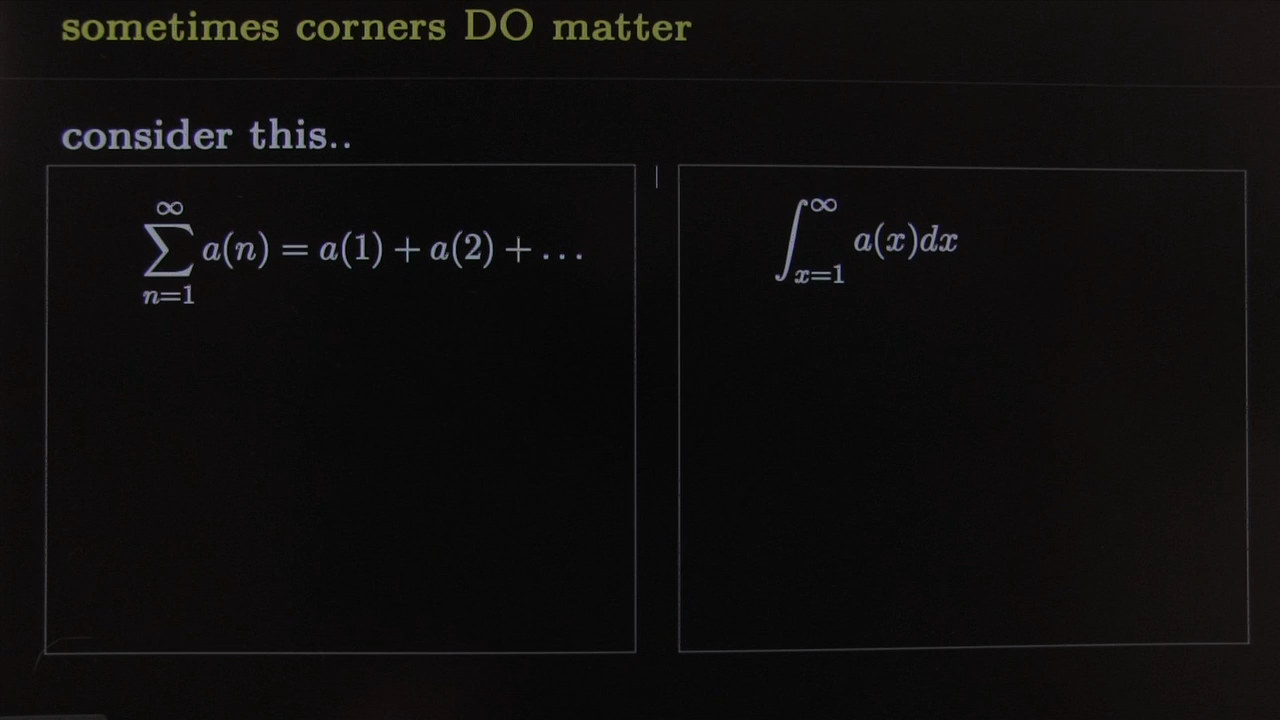 sometimes corners DO matter
consider this..
∞
∑ a(n) = a(1) + a(2) + …
n=1
∞
∫ a(x)dx
x=1